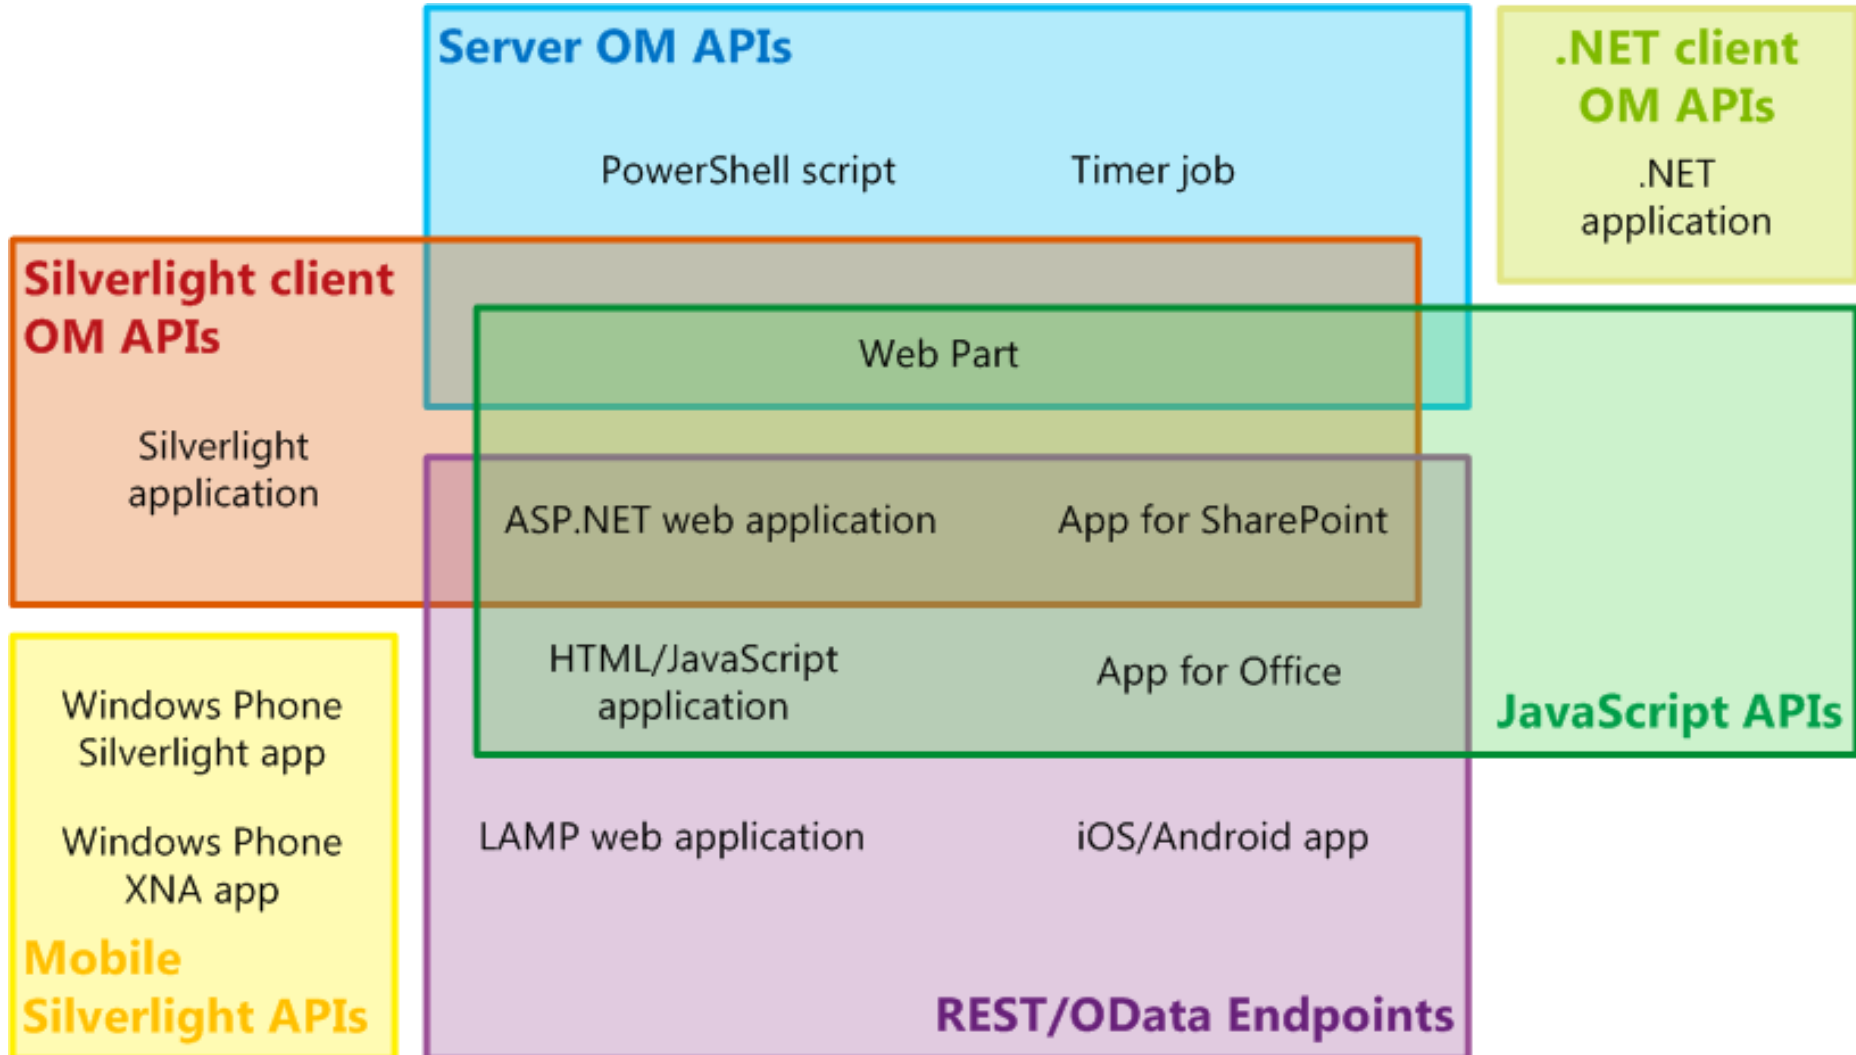 Server OM APIs
.NET client
OM APIs
PowerShell script
Timer job
.NET
application
Silverlight client
OM APIs
Web Part
Silverlight
application
ASP.NET web application
App for SharePoint
HTML/JavaScript
application
App for Office
JavaScript APIs
Windows Phone
Silverlight app
Windows Phone
XNA app
LAMP web application
iOS/Android app
Mobile
Silverlight APIs
REST/OData Endpoints